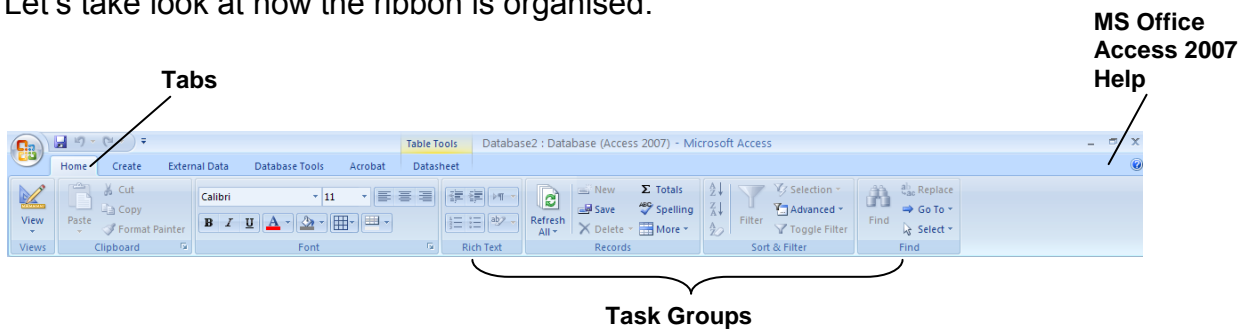 Let's take look at how the ribbon is organised.
MS Office
Access 2007
Help
Tabs
Table Tools Database2 : Database (Access 2007) - Microsoft Access
Home Create External Data Database Tools Acrobat Datasheet
View
Paste
Cut
Copy
Format Painter
Calibri 11
B I U A
ab
Refresh
All
New
Save
Delete
Σ Totals
ABC Spelling
More
A Z
Z A
Filter
Selection
Advanced
Toggle Filter
Find
Replace
Go To
Select
Views Clipboard Font Rich Text Records Sort & Filter Find
Task Groups